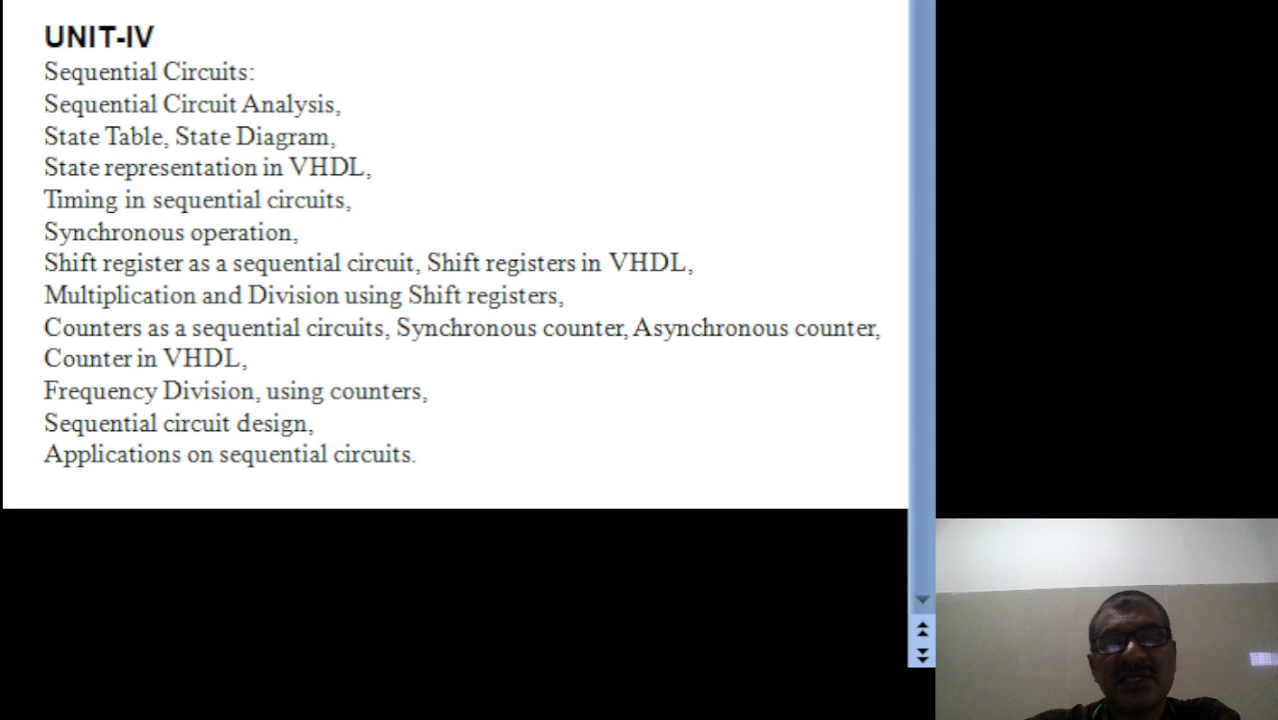 UNIT-IV
Sequential Circuits:
Sequential Circuit Analysis,
State Table, State Diagram,
State representation in VHDL,
Timing in sequential circuits,
Synchronous operation,
Shift register as a sequential circuit, Shift registers in VHDL,
Multiplication and Division using Shift registers,
Counters as a sequential circuits, Synchronous counter, Asynchronous counter,
Counter in VHDL,
Frequency Division, using counters,
Sequential circuit design,
Applications on sequential circuits.